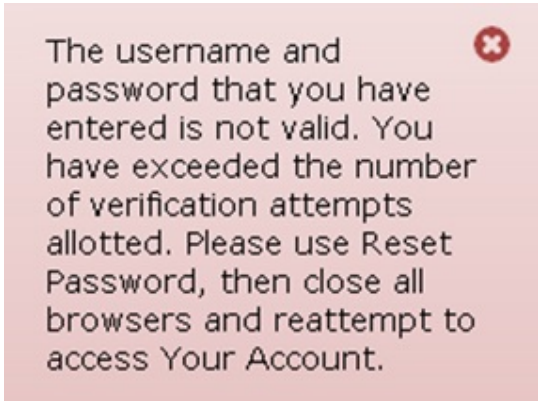 The username and
password that you have
entered is not valid. You
have exceeded the number
of verification attempts
allotted. Please use Reset
Password, then close all
browsers and reattempt to
access Your Account.